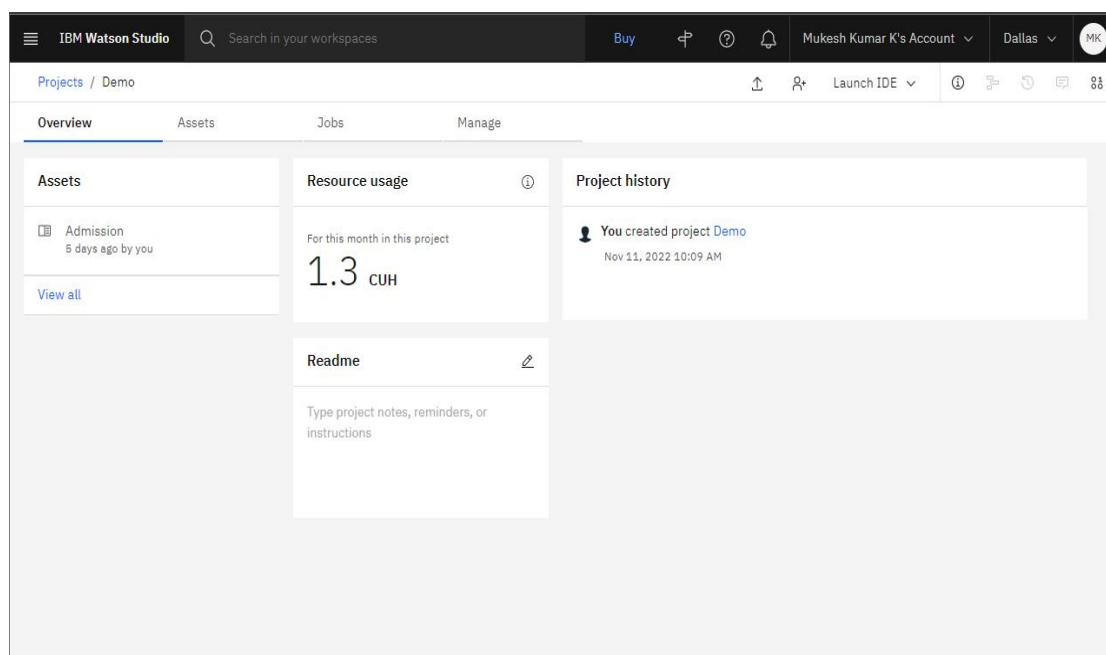 IBM Watson Studio
Search in your workspaces
Buy
Mukesh Kumar K's Account
Dallas
MK
Projects / Demo
Launch IDE
Overview
Assets
Jobs
Manage
Assets
Admission
5 days ago by you
View all
Resource usage
For this month in this project
1.3 CUH
Readme
Type project notes, reminders, or
instructions
Project history
You created project Demo
Nov 11, 2022 10:09 AM